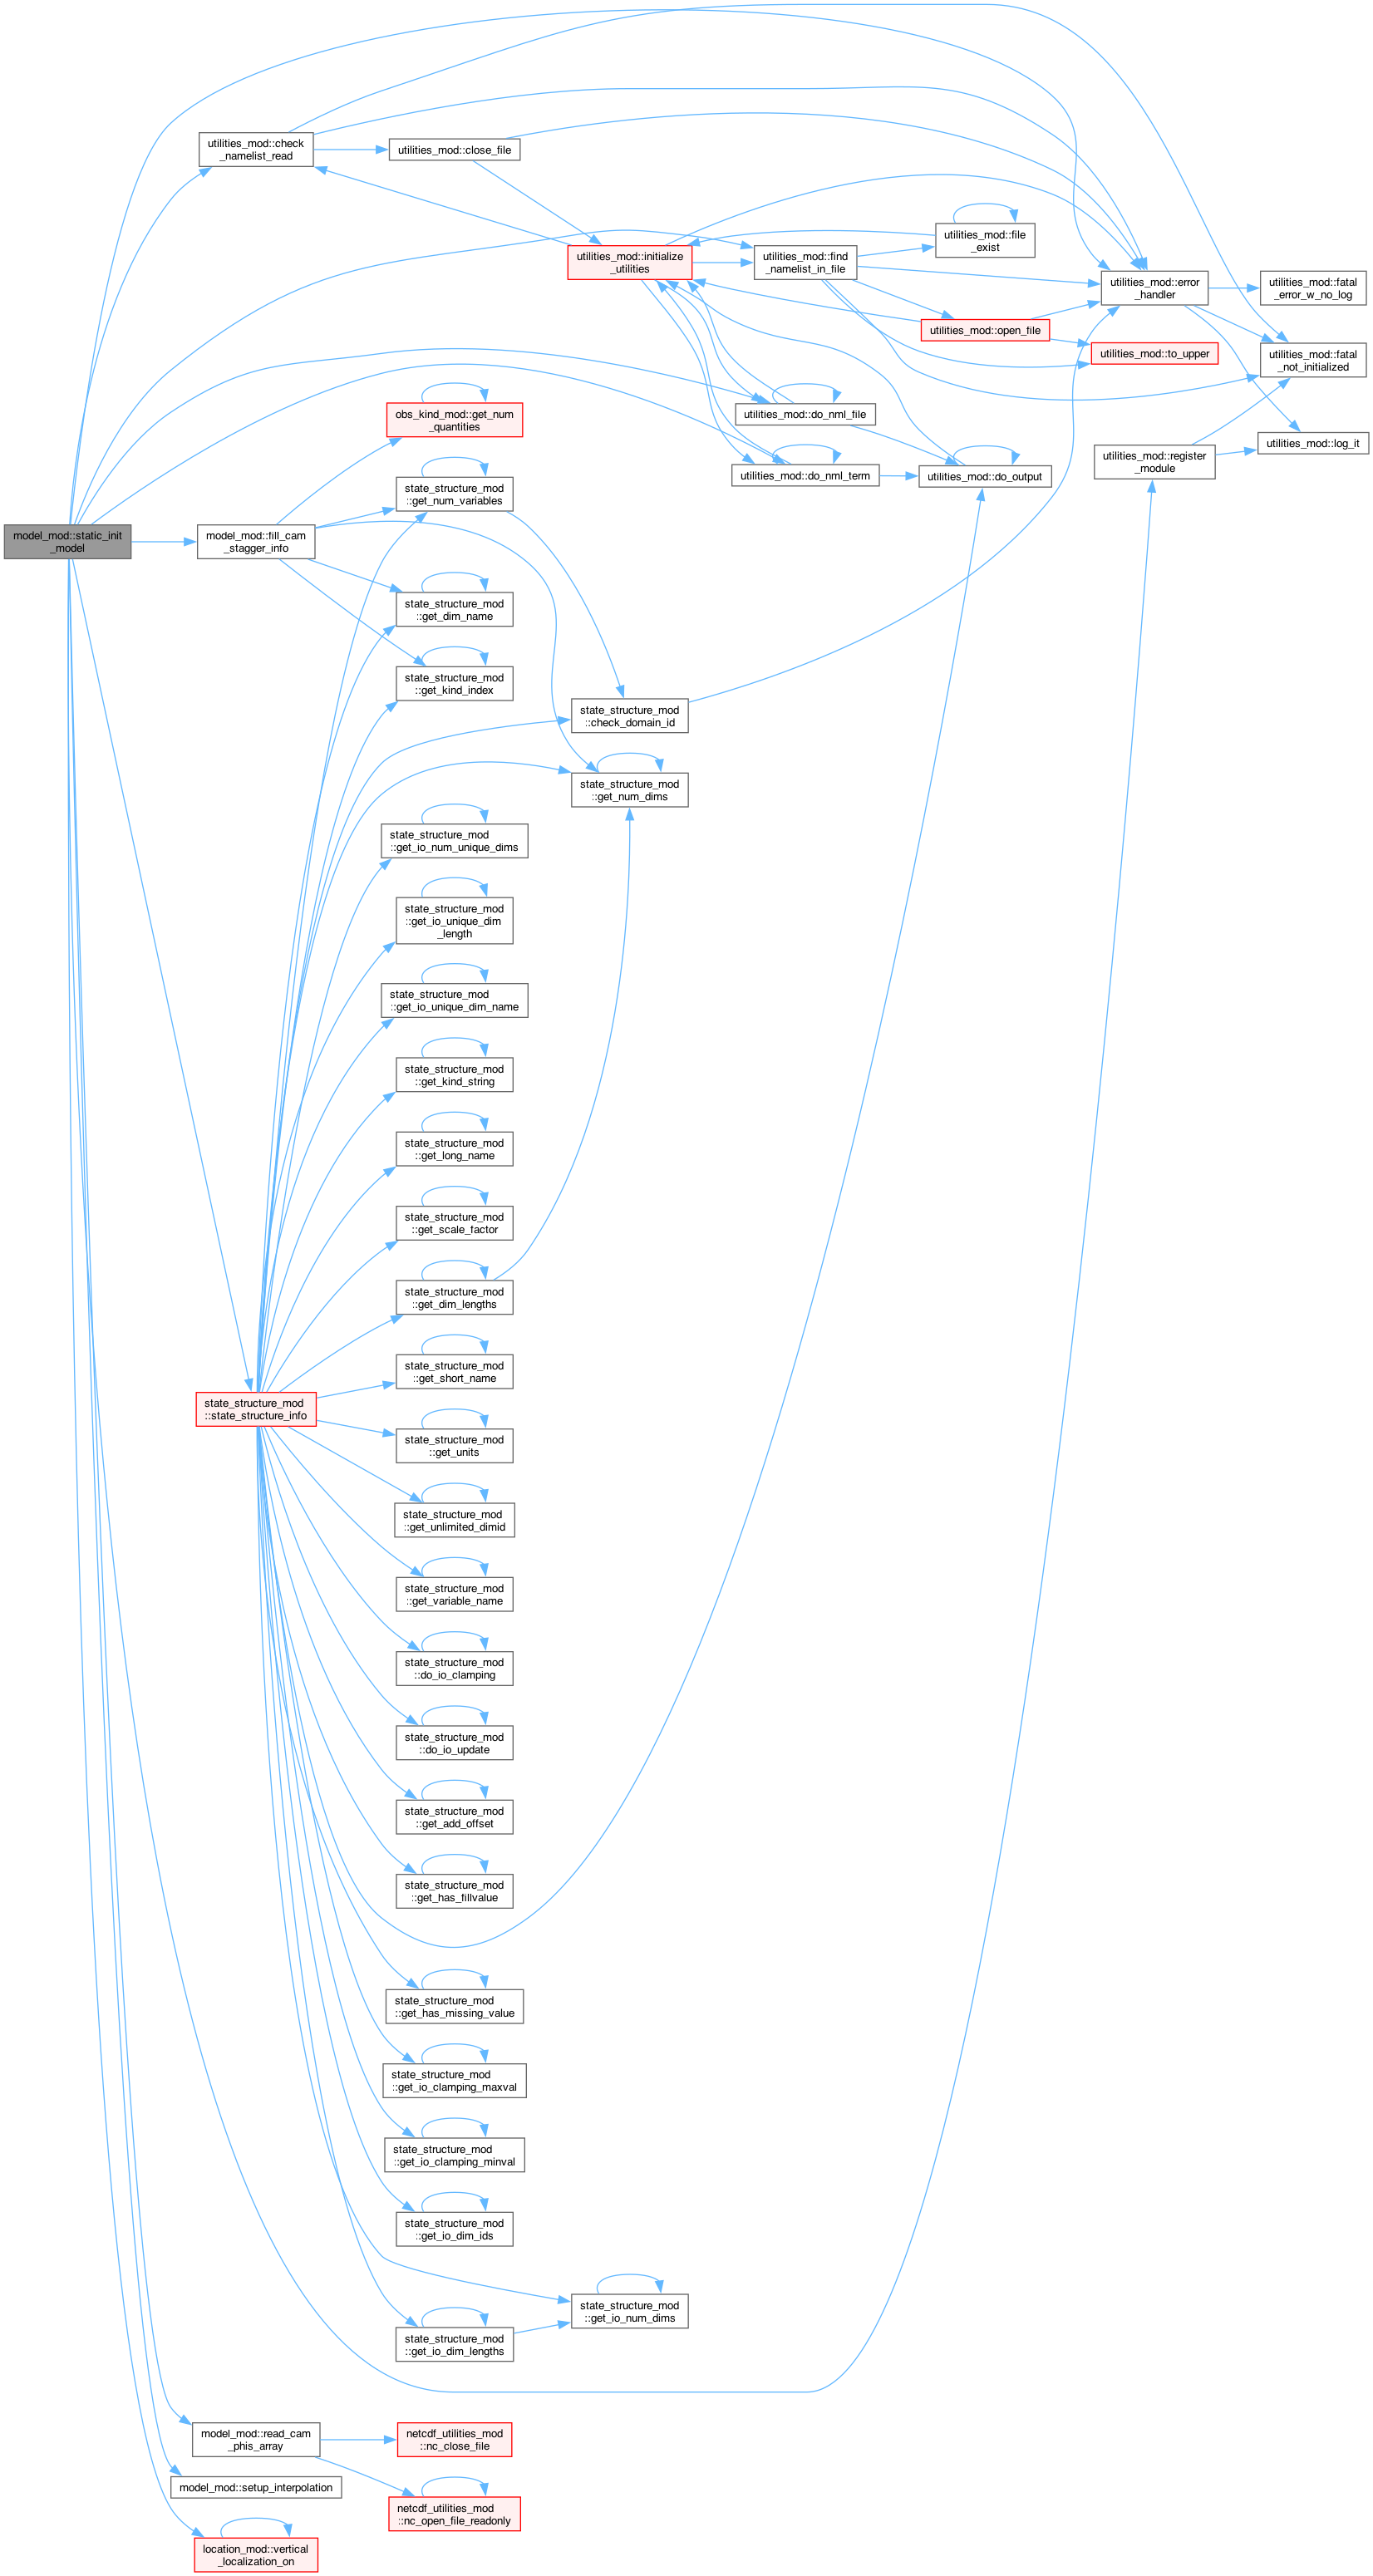 utilities_mod::check
_namelist_read
utilities_mod::close_file
utilities_mod::file
_exist
utilities_mod::initialize
_utilities
utilities_mod::find
_namelist_in_file
utilities_mod::error
_handler
utilities_mod::fatal
_error_w_no_log
utilities_mod::open_file
utilities_mod::to_upper
utilities_mod::fatal
_not_initialized
obs_kind_mod::get_num
_quantities
utilities_mod::do_nml_file
utilities_mod::log_it
utilities_mod::register
_module
state_structure_mod
::get_num_variables
utilities_mod::do_nml_term
utilities_mod::do_output
model_mod::static_init
_model
model_mod::fill_cam
_stagger_info
state_structure_mod
::get_dim_name
state_structure_mod
::get_kind_index
state_structure_mod
::check_domain_id
state_structure_mod
::get_num_dims
state_structure_mod
::get_io_num_unique_dims
state_structure_mod
::get_io_unique_dim
_length
state_structure_mod
::get_io_unique_dim_name
state_structure_mod
::get_kind_string
state_structure_mod
::get_long_name
state_structure_mod
::get_scale_factor
state_structure_mod
::get_dim_lengths
state_structure_mod
::get_short_name
state_structure_mod
::state_structure_info
state_structure_mod
::get_units
state_structure_mod
::get_unlimited_dimid
state_structure_mod
::get_variable_name
state_structure_mod
::do_io_clamping
state_structure_mod
::do_io_update
state_structure_mod
::get_add_offset
state_structure_mod
::get_has_fillvalue
state_structure_mod
::get_has_missing_value
state_structure_mod
::get_io_clamping_maxval
state_structure_mod
::get_io_clamping_minval
state_structure_mod
::get_io_dim_ids
state_structure_mod
::get_io_num_dims
state_structure_mod
::get_io_dim_lengths
model_mod::read_cam
_phis_array
netcdf_utilities_mod
::nc_close_file
model_mod::setup_interpolation
netcdf_utilities_mod
::nc_open_file_readonly
location_mod::vertical
_localization_on